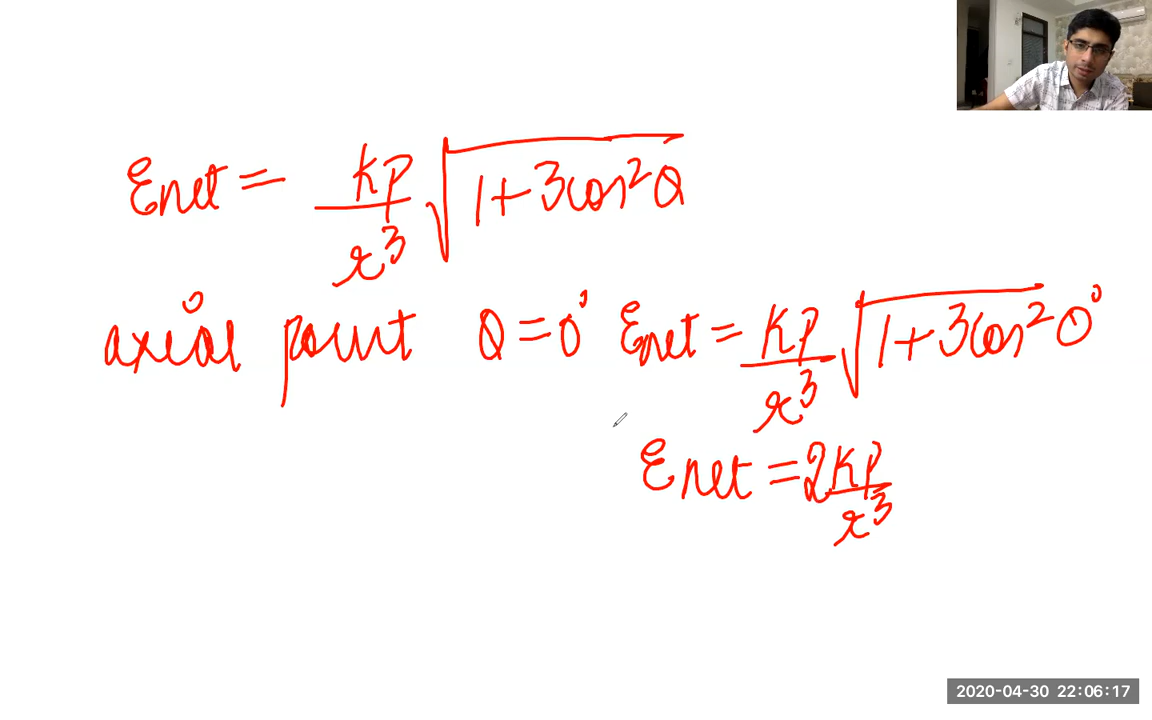 Enet = KP/r³ √(1+3cos²θ)
axial point θ=0° Enet = KP/r³ √(1+3cos²0°)
Enet = 2KP/r³
2020-04-30 22:06:17